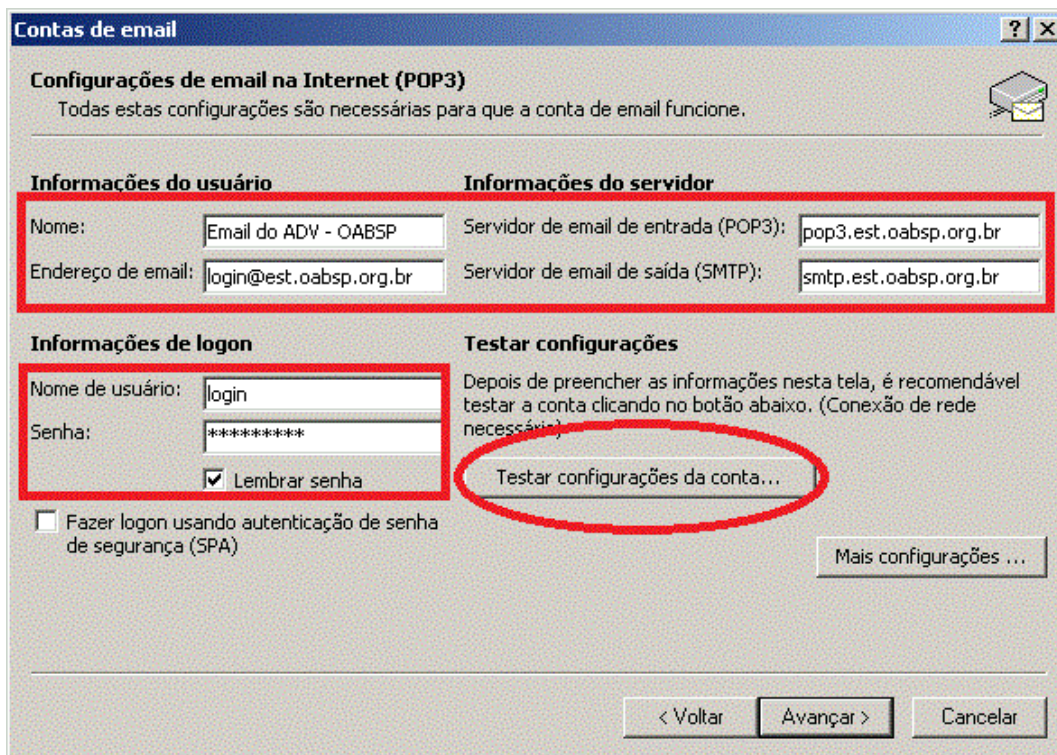 Contas de email
Configurações de email na Internet (POP3)
Todas estas configurações são necessárias para que a conta de email funcione.
Informações do usuário
Nome: Email do ADV - OABSP
Endereço de email: login@est.oabsp.org.br
Informações do servidor
Servidor de email de entrada (POP3): pop3.est.oabsp.org.br
Servidor de email de saída (SMTP): smtp.est.oabsp.org.br
Informações de logon
Nome de usuário: login
Senha: *********
Lembrar senha
Fazer logon usando autenticação de senha
de segurança (SPA)
Testar configurações
Depois de preencher as informações nesta tela, é recomendável
testar a conta clicando no botão abaixo. (Conexão de rede
necessária)
Testar configurações da conta...
Mais configurações ...
< Voltar
Avançar >
Cancelar